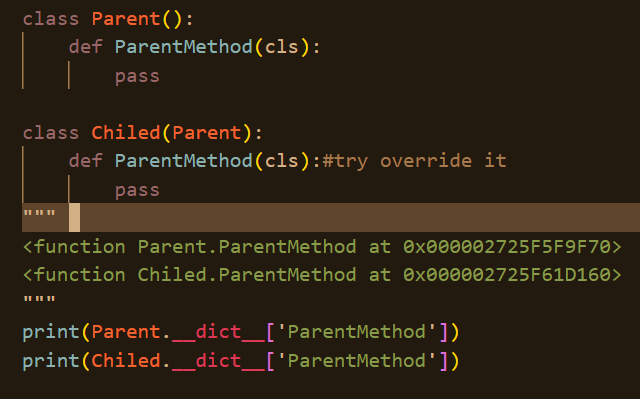 class Parent():
    def ParentMethod(cls):
        pass
class Chiled(Parent):
    def ParentMethod(cls):#try override it
        pass
"""
<function Parent.ParentMethod at 0x000002725F5F9F70>
<function Chiled.ParentMethod at 0x000002725F61D160>
"""
print(Parent.__dict__['ParentMethod'])
print(Chiled.__dict__['ParentMethod'])